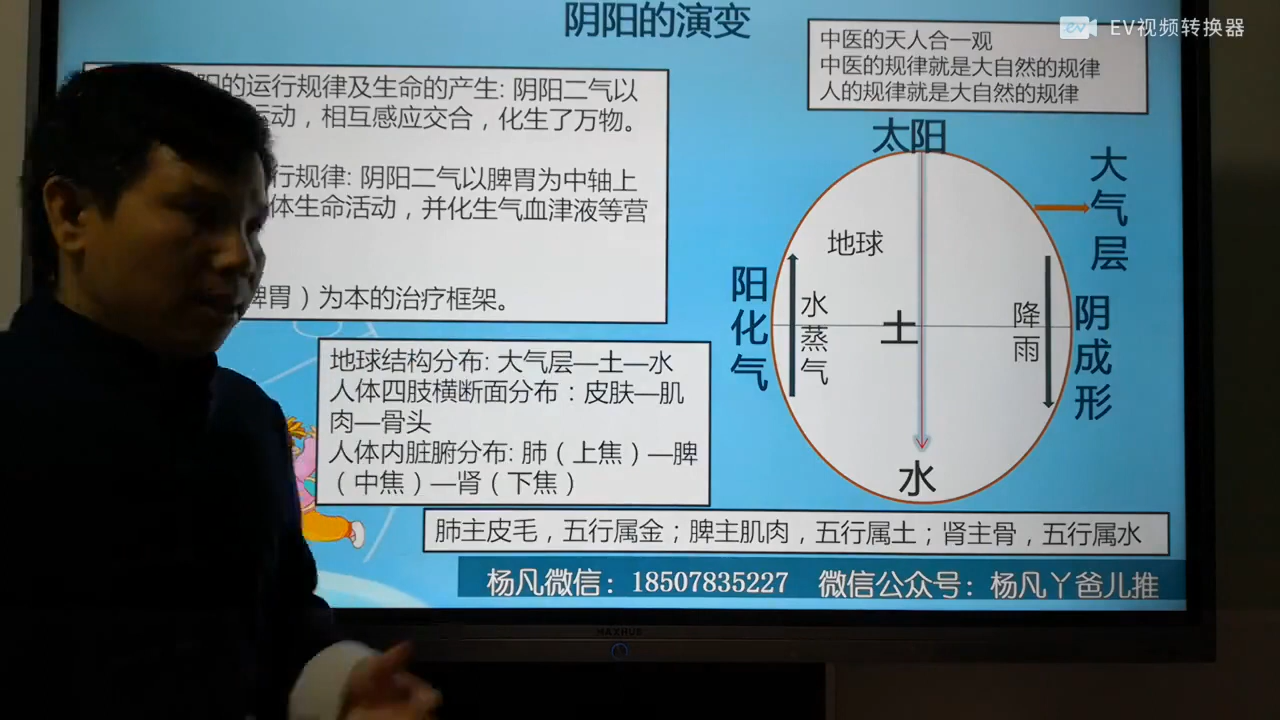 阴阳的演变
EV视频转换器
中医的天人合一观
中医的规律就是大自然的规律
人的规律就是大自然的规律
阳的运行规律及生命的产生: 阴阳二气以
运动，相互感应交合，化生了万物。
行规律: 阴阳二气以脾胃为中轴上
体生命活动，并化生气血津液等营
脾胃）为本的治疗框架。
太阳
大气层
地球
阳化气
水蒸气
土
降雨
阴成形
水
地球结构分布: 大气层—土—水
人体四肢横断面分布：皮肤—肌
肉—骨头
人体内脏腑分布: 肺（上焦）—脾
（中焦）—肾（下焦）
肺主皮毛，五行属金；脾主肌肉，五行属土；肾主骨，五行属水
杨凡微信：18507835227 微信公众号：杨凡丫爸儿推
MAXHUB